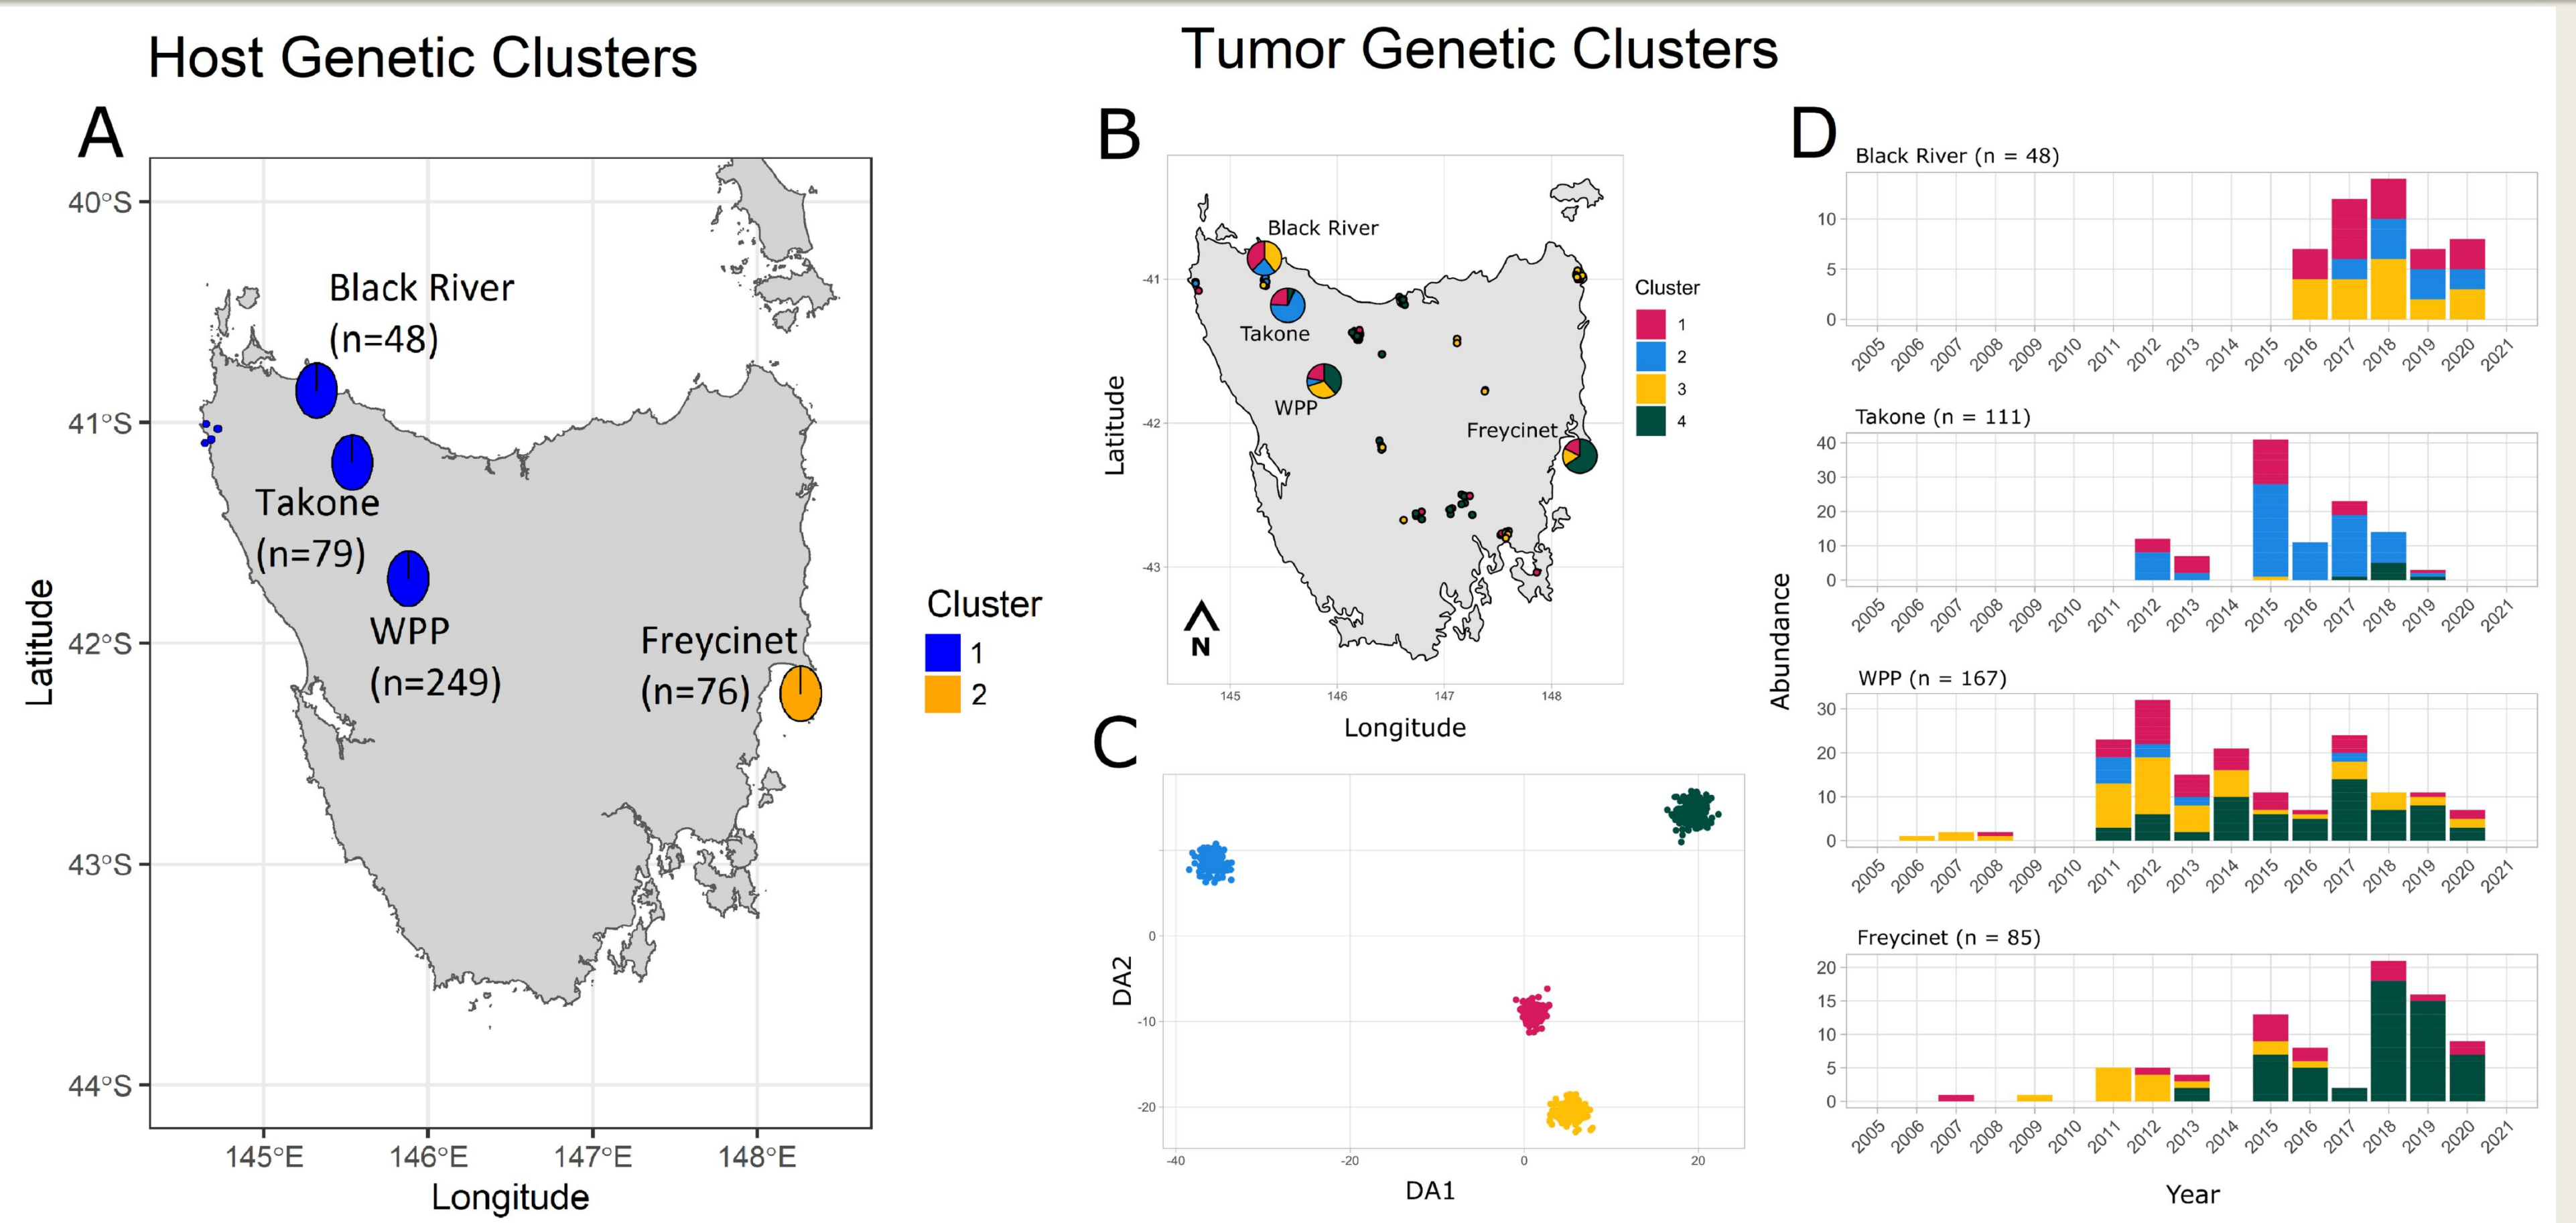 Host Genetic Clusters
Tumor Genetic Clusters
A
40°S
41°S
42°S
43°S
44°S
Latitude
Black River
(n=48)
Takone
(n=79)
WPP
(n=249)
Freycinet
(n=76)
145°E 146°E 147°E 148°E
Longitude
Cluster
1
2
B
-41
-42
-43
Latitude
Black River
Takone
WPP
Freycinet
N
145 146 147 148
Longitude
Cluster
1
2
3
4
C
0
-10
-20
DA2
-40 -20 0 20
DA1
D
Abundance
Black River (n = 48)
10
5
0
2005 2006 2007 2008 2009 2010 2011 2012 2013 2014 2015 2016 2017 2018 2019 2020 2021
Takone (n = 111)
40
30
20
10
0
2005 2006 2007 2008 2009 2010 2011 2012 2013 2014 2015 2016 2017 2018 2019 2020 2021
WPP (n = 167)
30
20
10
0
2005 2006 2007 2008 2009 2010 2011 2012 2013 2014 2015 2016 2017 2018 2019 2020 2021
Freycinet (n = 85)
20
15
10
5
0
2005 2006 2007 2008 2009 2010 2011 2012 2013 2014 2015 2016 2017 2018 2019 2020 2021
Year